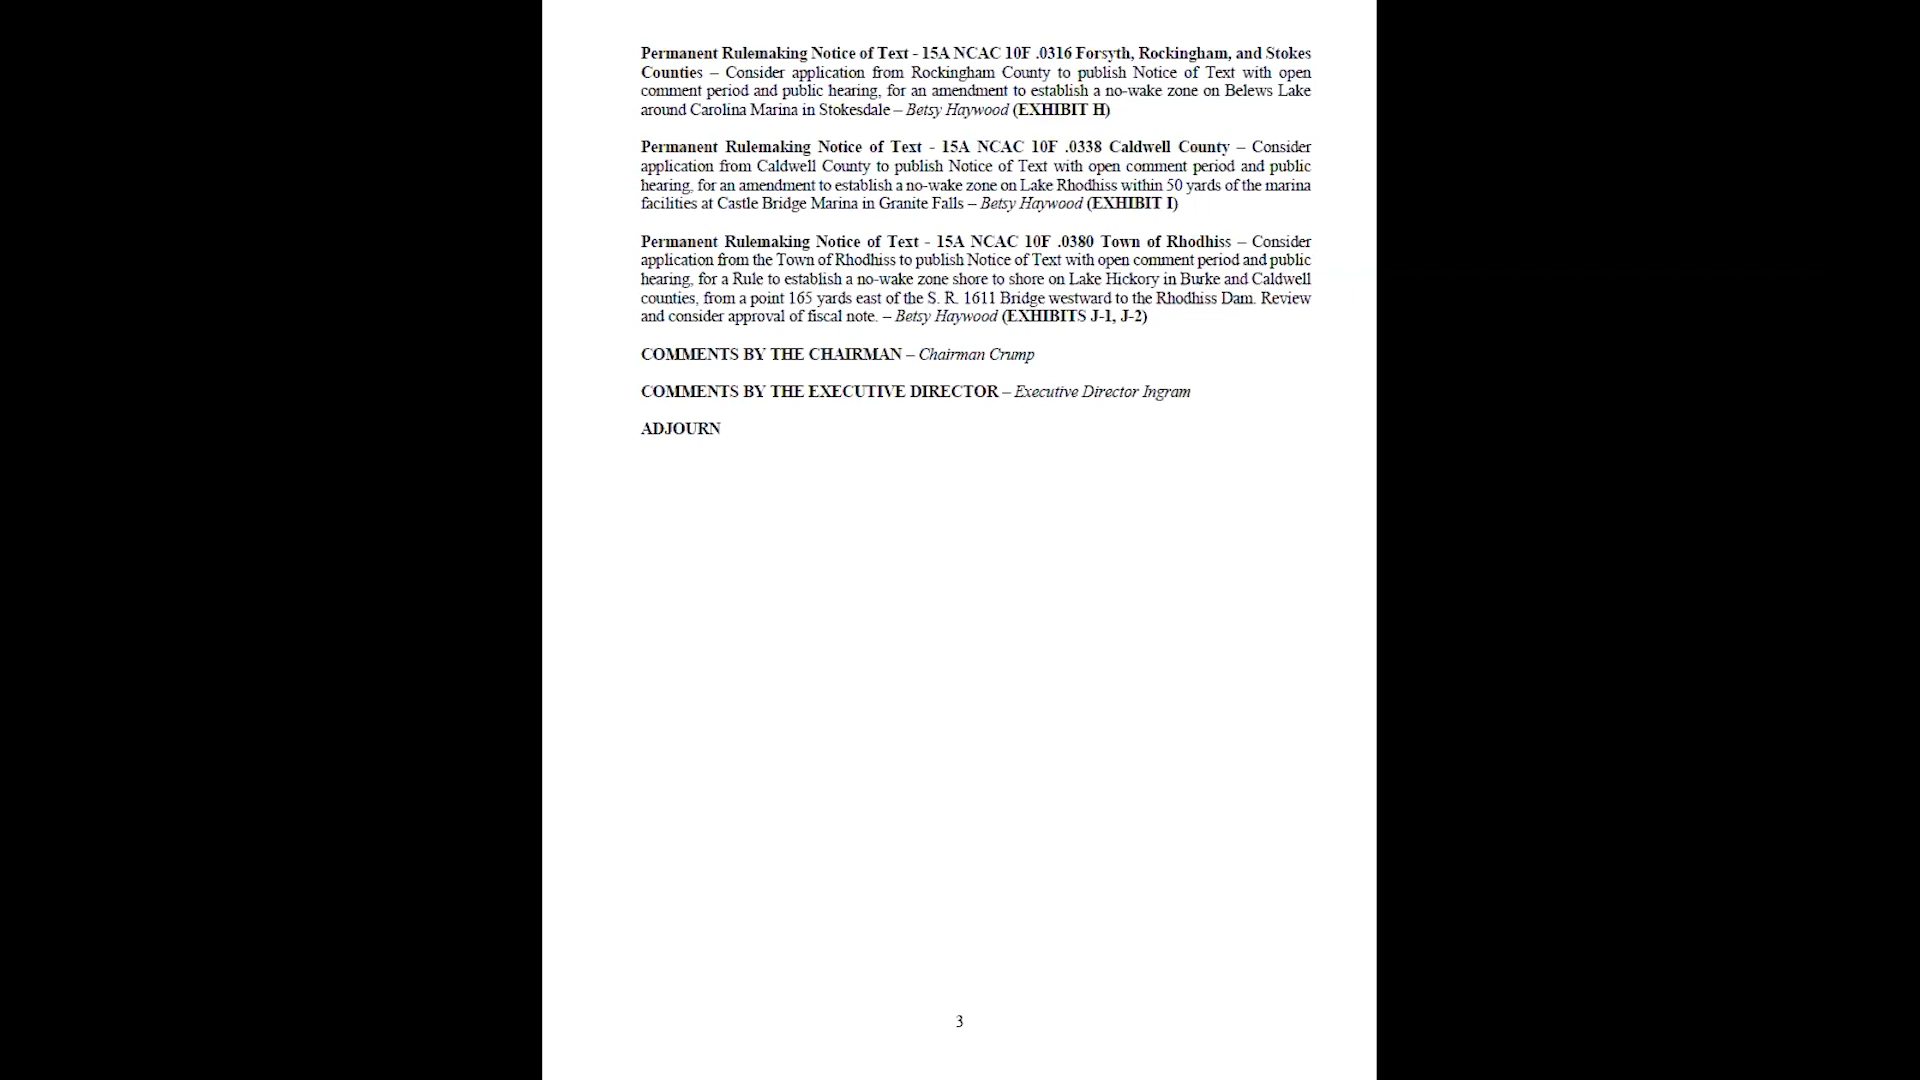 Permanent Rulemaking Notice of Text - 15A NCAC 10F .0316 Forsyth, Rockingham, and Stokes
Counties – Consider application from Rockingham County to publish Notice of Text with open
comment period and public hearing, for an amendment to establish a no-wake zone on Belews Lake
around Carolina Marina in Stokesdale – Betsy Haywood (EXHIBIT H)
Permanent Rulemaking Notice of Text - 15A NCAC 10F .0338 Caldwell County – Consider
application from Caldwell County to publish Notice of Text with open comment period and public
hearing, for an amendment to establish a no-wake zone on Lake Rhodhiss within 50 yards of the marina
facilities at Castle Bridge Marina in Granite Falls – Betsy Haywood (EXHIBIT I)
Permanent Rulemaking Notice of Text - 15A NCAC 10F .0380 Town of Rhodhiss – Consider
application from the Town of Rhodhiss to publish Notice of Text with open comment period and public
hearing, for a Rule to establish a no-wake zone shore to shore on Lake Hickory in Burke and Caldwell
counties, from a point 165 yards east of the S. R. 1611 Bridge westward to the Rhodhiss Dam. Review
and consider approval of fiscal note. – Betsy Haywood (EXHIBITS J-1, J-2)
COMMENTS BY THE CHAIRMAN – Chairman Crump
COMMENTS BY THE EXECUTIVE DIRECTOR – Executive Director Ingram
ADJOURN
3